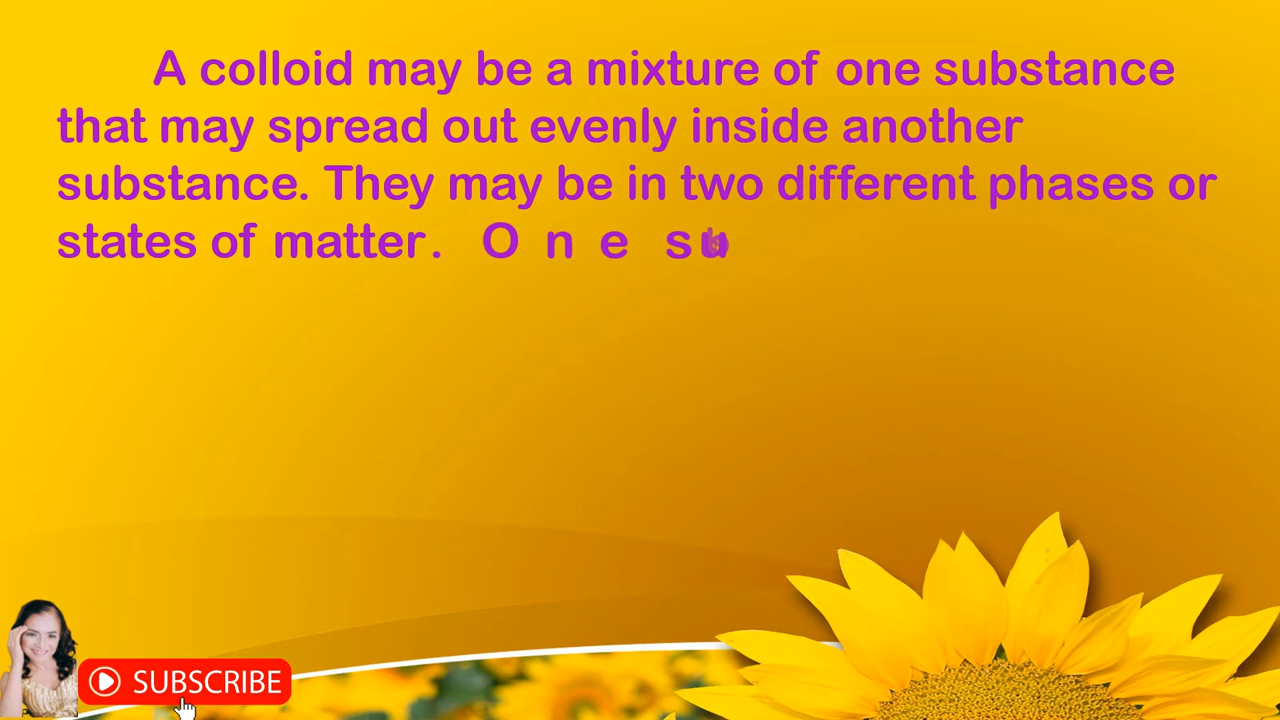 A colloid may be a mixture of one substance
that may spread out evenly inside another
substance. They may be in two different phases or
states of matter. One
SUBSCRIBE